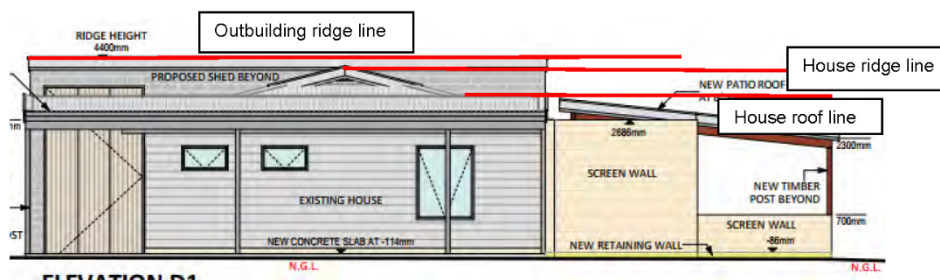 Outbuilding ridge line
RIDGE HEIGHT
4400mm
House ridge line
PROPOSED SHED BEYOND
NEW PATIO ROOF
House roof line
2686mm
2300mm
SCREEN WALL
NEW TIMBER
POST BEYOND
EXISTING HOUSE
OST
700mm
SCREEN WALL
-86mm
NEW CONCRETE SLAB AT -114mm
NEW RETAINING WALL
N.G.L.
N.G.L.
ELEVATION D1